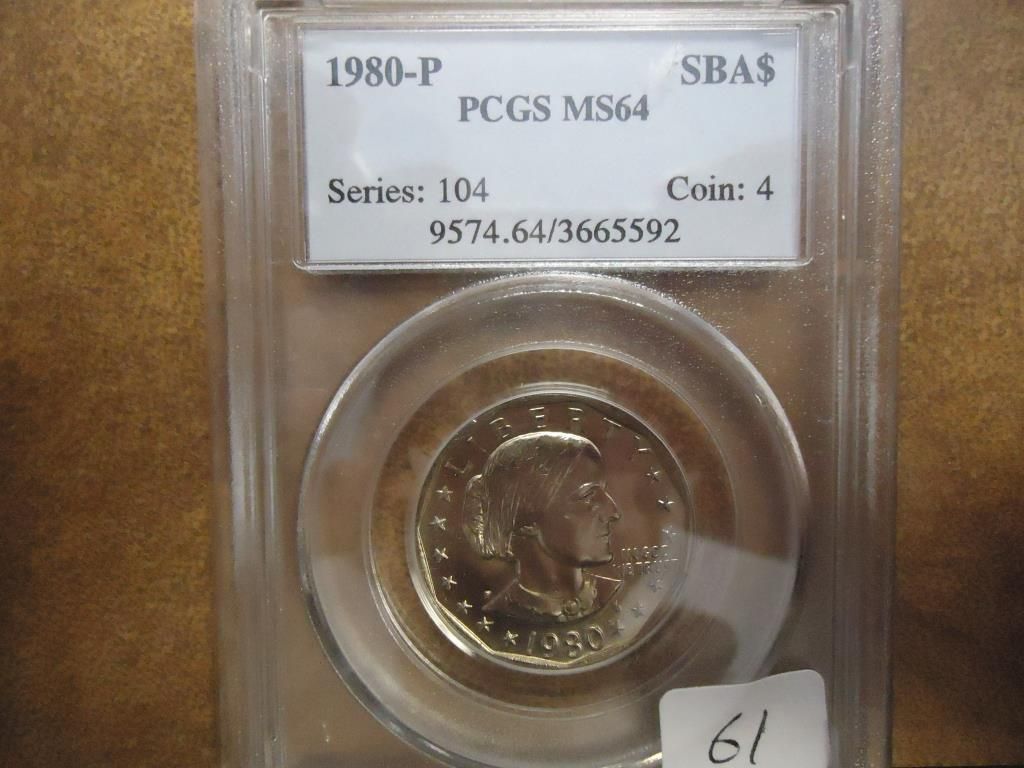 1980-P SBA$
PCGS MS64
Series: 104 Coin: 4
9574.64/3665592
LIBERTY
IN GOD
WE TRUST
1980
61